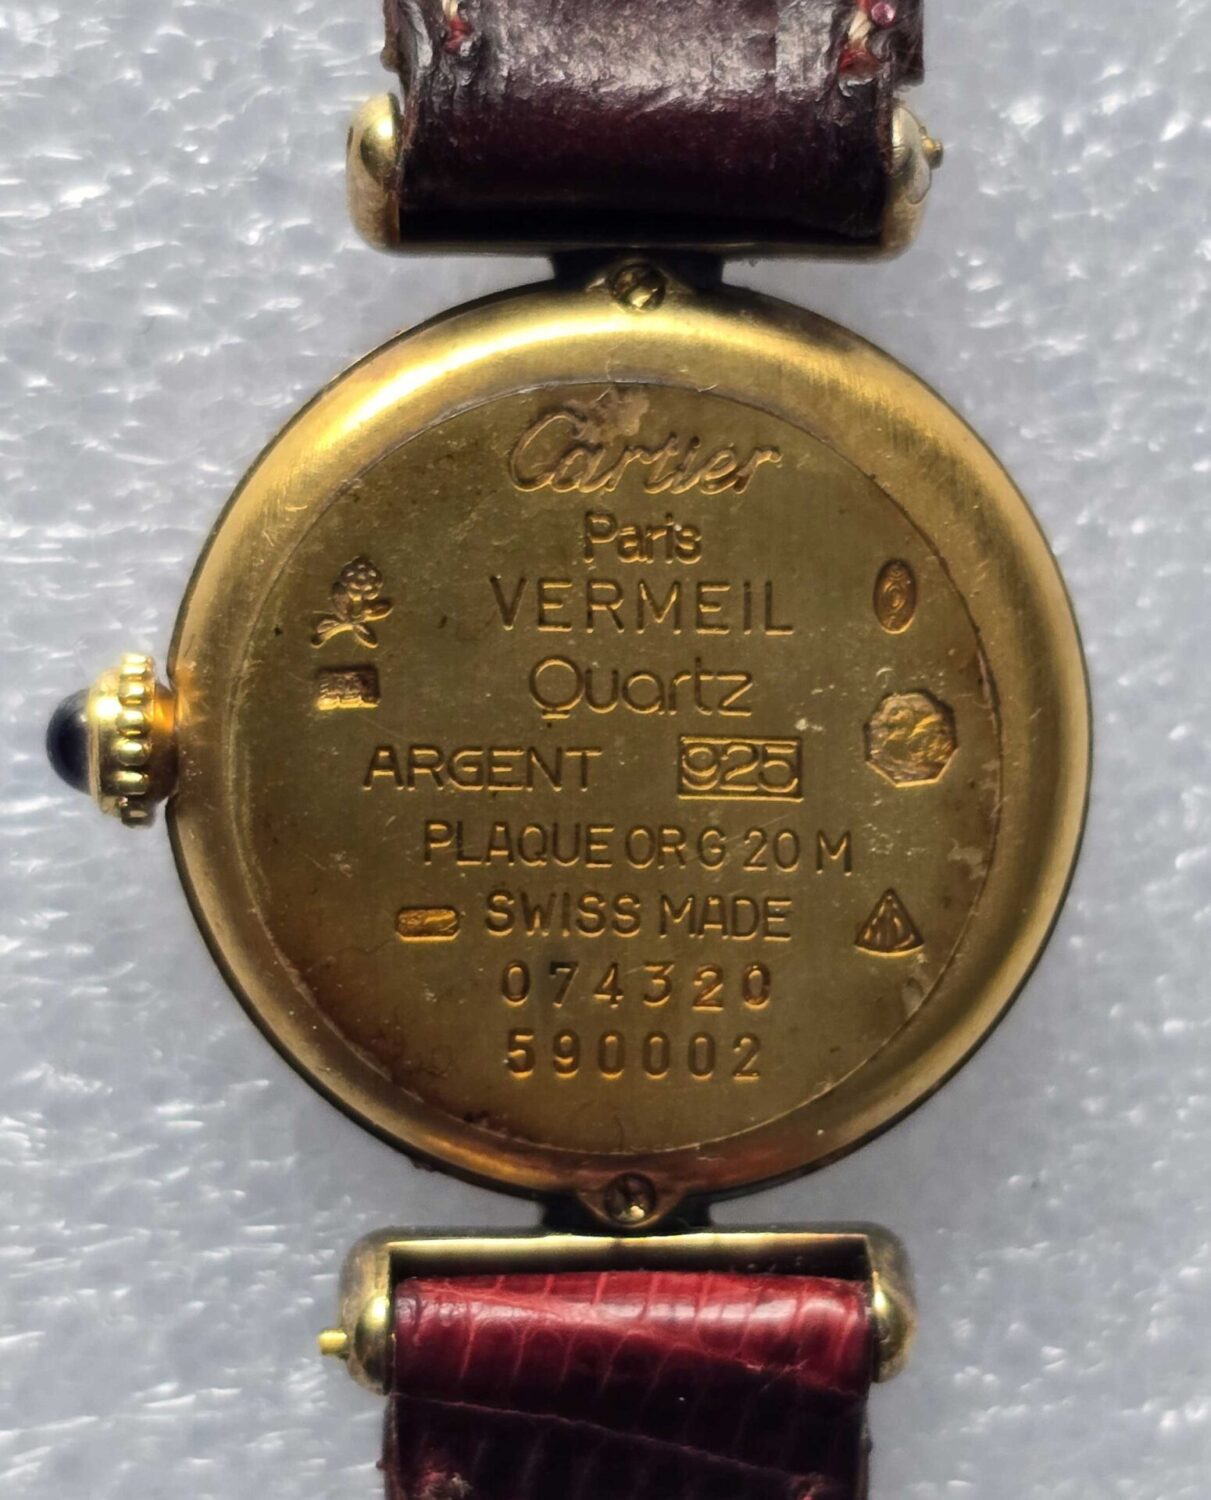 Cartier
Paris
VERMEIL
Quartz
ARGENT 925
PLAQUE OR G 20 M
SWISS MADE
074320
590002